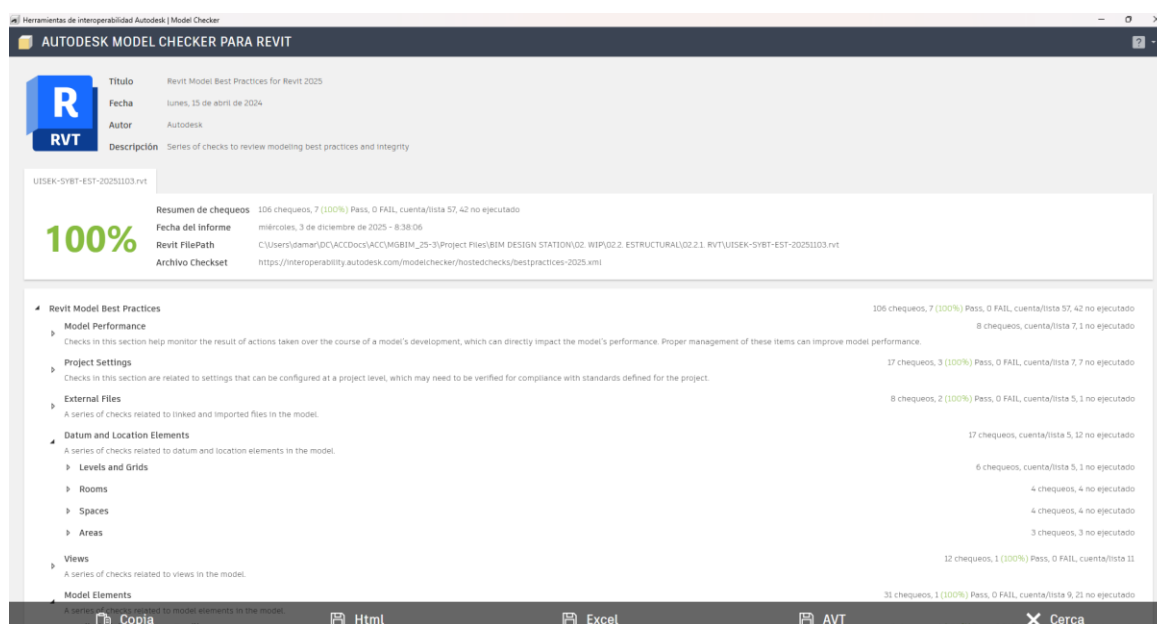 Herramientas de interoperabilidad Autodesk | Model Checker
AUTODESK MODEL CHECKER PARA REVIT
R
RVT
Título Revit Model Best Practices for Revit 2025
Fecha lunes, 15 de abril de 2024
Autor Autodesk
Descripción Series of checks to review modeling best practices and integrity
UISEK-SYBT-EST-20251103.rvt
100%
Resumen de chequeos 106 chequeos, 7 (100%) Pass, 0 FAIL, cuenta/lista 57, 42 no ejecutado
Fecha del informe miércoles, 3 de diciembre de 2025 - 8:38:06
Revit FilePath C:\Users\damar\DC\ACCDocs\ACC\MGBIM_25-3\Project Files\BIM DESIGN STATION\02. WIP\02.2. ESTRUCTURAL\02.2.1. RVT\UISEK-SYBT-EST-20251103.rvt
Archivo Checkset https://interoperability.autodesk.com/modelchecker/hostedchecks/bestpractices-2025.xml
Revit Model Best Practices 106 chequeos, 7 (100%) Pass, 0 FAIL, cuenta/lista 57, 42 no ejecutado
Model Performance 8 chequeos, cuenta/lista 7, 1 no ejecutado
Checks in this section help monitor the result of actions taken over the course of a model's development, which can directly impact the model's performance. Proper management of these items can improve model performance.
Project Settings 17 chequeos, 3 (100%) Pass, 0 FAIL, cuenta/lista 7, 7 no ejecutado
Checks in this section are related to settings that can be configured at a project level, which may need to be verified for compliance with standards defined for the project.
External Files 8 chequeos, 2 (100%) Pass, 0 FAIL, cuenta/lista 5, 1 no ejecutado
A series of checks related to linked and imported files in the model.
Datum and Location Elements 17 chequeos, cuenta/lista 5, 12 no ejecutado
A series of checks related to datum and location elements in the model.
Levels and Grids 6 chequeos, cuenta/lista 5, 1 no ejecutado
Rooms 4 chequeos, 4 no ejecutado
Spaces 4 chequeos, 4 no ejecutado
Areas 3 chequeos, 3 no ejecutado
Views 12 chequeos, 1 (100%) Pass, 0 FAIL, cuenta/lista 11
A series of checks related to views in the model.
Model Elements 31 chequeos, 1 (100%) Pass, 0 FAIL, cuenta/lista 9, 21 no ejecutado
A series of checks related to model elements in the model.
Copia Html Excel AVT Cerca